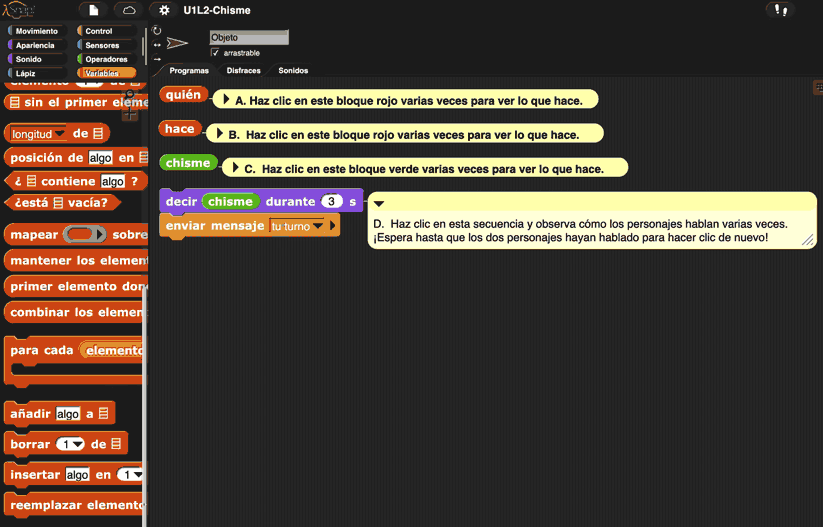 Snap!
U1L2-Chisme
Movimiento
Control
Apariencia
Sensores
Sonido
Operadores
Lápiz
Variables
Objeto
arrastrable
Programas
Disfraces
Sonidos
sin el primer eleme
longitud de
posición de algo en
¿ contiene algo ?
¿está vacía?
mapear sobre
mantener los element
primer elemento don
combinar los elemen
para cada elemento
añadir algo a
borrar 1 de
insertar algo en 1
reemplazar elemento
quién
A. Haz clic en este bloque rojo varias veces para ver lo que hace.
hace
B. Haz clic en este bloque rojo varias veces para ver lo que hace.
chisme
C. Haz clic en este bloque verde varias veces para ver lo que hace.
decir chisme durante 3 s
enviar mensaje tu turno
D. Haz clic en esta secuencia y observa cómo los personajes hablan varias veces.
¡Espera hasta que los dos personajes hayan hablado para hacer clic de nuevo!